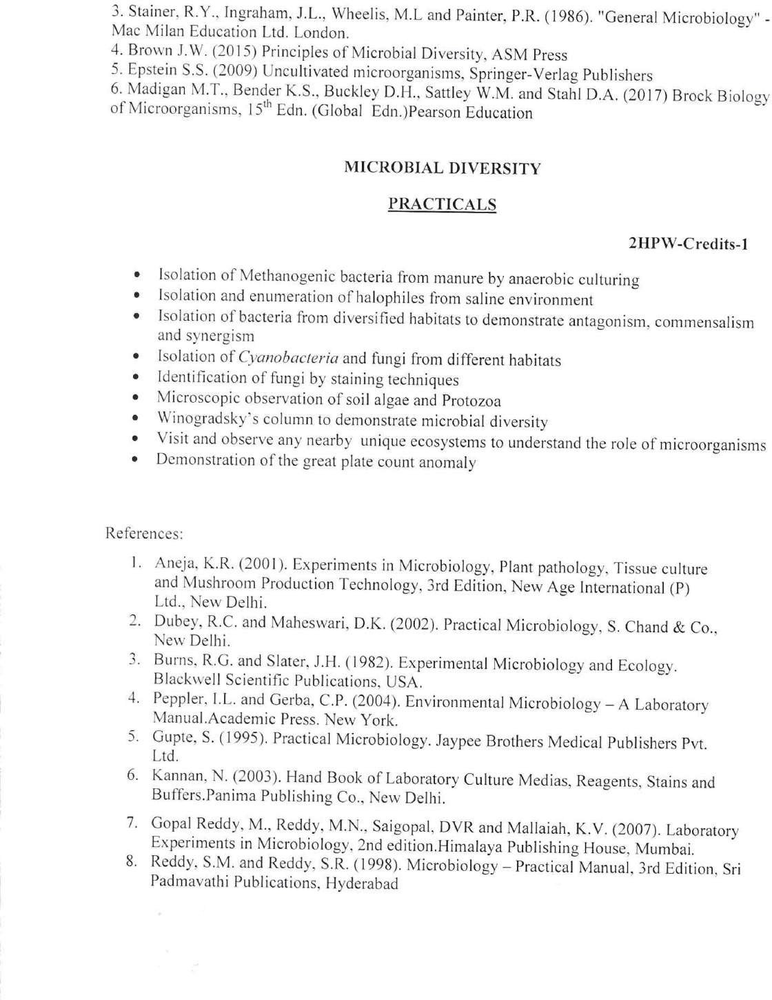 3. Stainer, R.Y., Ingraham, J.L., Wheelis, M.L and Painter, P.R. (1986). "General Microbiology" -
Mac Milan Education Ltd. London.
4. Brown J.W. (2015) Principles of Microbial Diversity, ASM Press
5. Epstein S.S. (2009) Uncultivated microorganisms, Springer-Verlag Publishers
6. Madigan M.T., Bender K.S., Buckley D.H., Sattley W.M. and Stahl D.A. (2017) Brock Biology
of Microorganisms, 15th Edn. (Global Edn.)Pearson Education
MICROBIAL DIVERSITY
PRACTICALS
2HPW-Credits-1
• Isolation of Methanogenic bacteria from manure by anaerobic culturing
• Isolation and enumeration of halophiles from saline environment
• Isolation of bacteria from diversified habitats to demonstrate antagonism, commensalism
and synergism
• Isolation of Cyanobacteria and fungi from different habitats
• Identification of fungi by staining techniques
• Microscopic observation of soil algae and Protozoa
• Winogradsky's column to demonstrate microbial diversity
• Visit and observe any nearby unique ecosystems to understand the role of microorganisms
• Demonstration of the great plate count anomaly
References:
1. Aneja, K.R. (2001). Experiments in Microbiology, Plant pathology, Tissue culture
and Mushroom Production Technology, 3rd Edition, New Age International (P)
Ltd., New Delhi.
2. Dubey, R.C. and Maheswari, D.K. (2002). Practical Microbiology, S. Chand & Co.,
New Delhi.
3. Burns, R.G. and Slater, J.H. (1982). Experimental Microbiology and Ecology.
Blackwell Scientific Publications, USA.
4. Peppler, I.L. and Gerba, C.P. (2004). Environmental Microbiology – A Laboratory
Manual.Academic Press. New York.
5. Gupte, S. (1995). Practical Microbiology. Jaypee Brothers Medical Publishers Pvt.
Ltd.
6. Kannan, N. (2003). Hand Book of Laboratory Culture Medias, Reagents, Stains and
Buffers.Panima Publishing Co., New Delhi.
7. Gopal Reddy, M., Reddy, M.N., Saigopal, DVR and Mallaiah, K.V. (2007). Laboratory
Experiments in Microbiology, 2nd edition.Himalaya Publishing House, Mumbai.
8. Reddy, S.M. and Reddy, S.R. (1998). Microbiology – Practical Manual, 3rd Edition, Sri
Padmavathi Publications, Hyderabad